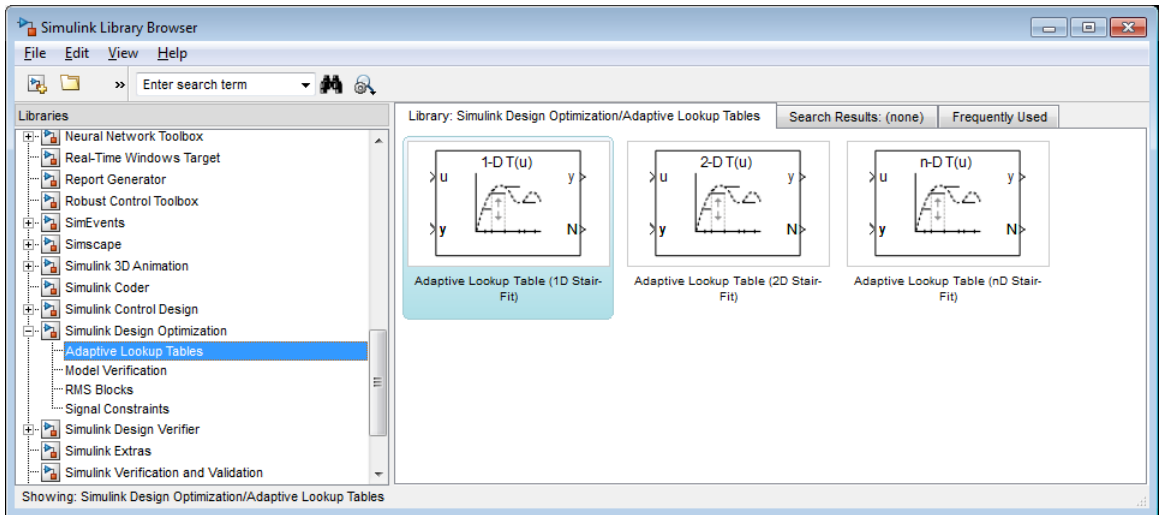 Simulink Library Browser
File Edit View Help
» Enter search term
Libraries
Neural Network Toolbox
Real-Time Windows Target
Report Generator
Robust Control Toolbox
SimEvents
Simscape
Simulink 3D Animation
Simulink Coder
Simulink Control Design
Simulink Design Optimization
Adaptive Lookup Tables
Model Verification
RMS Blocks
Signal Constraints
Simulink Design Verifier
Simulink Extras
Simulink Verification and Validation
Library: Simulink Design Optimization/Adaptive Lookup Tables Search Results: (none) Frequently Used
1-D T(u)
u y
y N
Adaptive Lookup Table (1D Stair-
Fit)
2-D T(u)
u y
y N
Adaptive Lookup Table (2D Stair-
Fit)
n-D T(u)
u y
y N
Adaptive Lookup Table (nD Stair-
Fit)
Showing: Simulink Design Optimization/Adaptive Lookup Tables